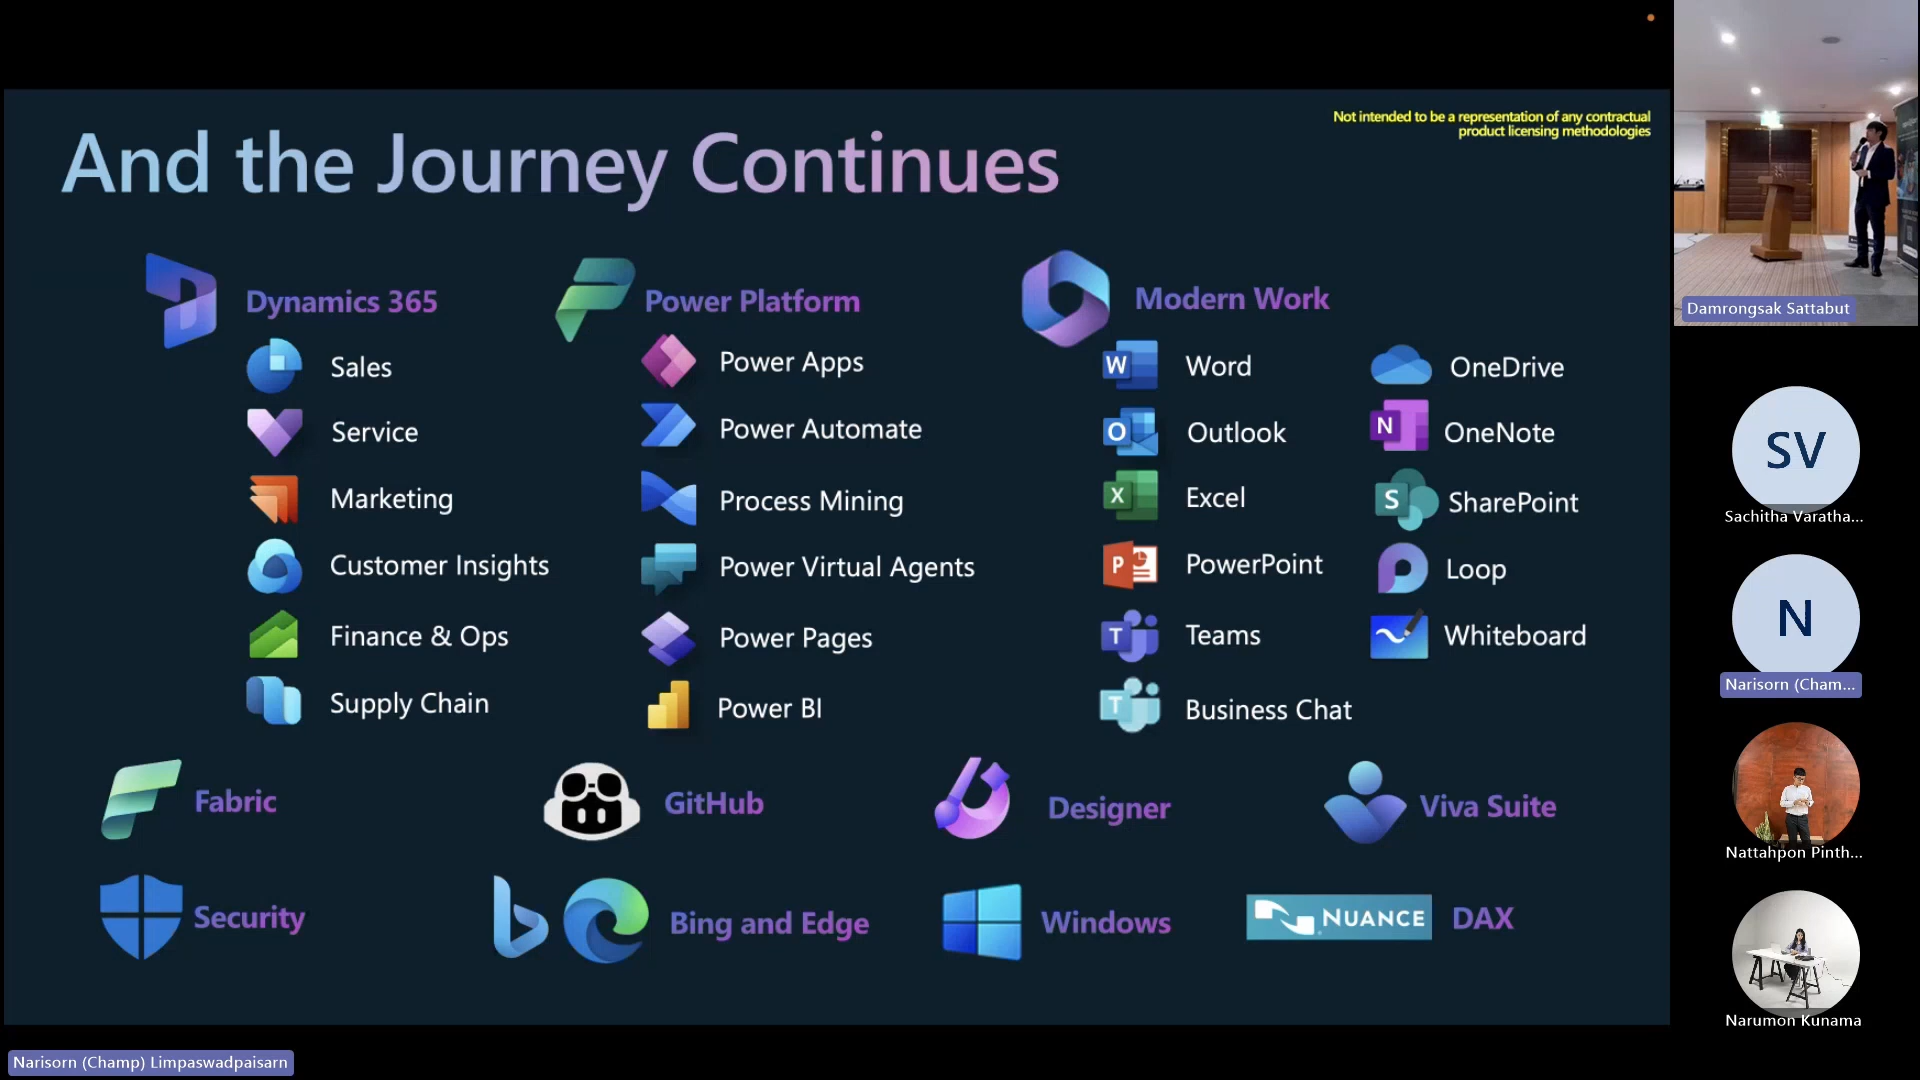 Not intended to be a representation of any contractual
product licensing methodologies
And the Journey Continues
Dynamics 365
Sales
Service
Marketing
Customer Insights
Finance & Ops
Supply Chain
Power Platform
Power Apps
Power Automate
Process Mining
Power Virtual Agents
Power Pages
Power BI
Modern Work
W Word
O Outlook
X Excel
P PowerPoint
T Teams
T Business Chat
OneDrive
N OneNote
S SharePoint
Loop
Whiteboard
Fabric
GitHub
Designer
Viva Suite
Security
Bing and Edge
Windows
NUANCE DAX
Damrongsak Sattabut
SV
Sachitha Varatha...
N
Narisorn (Cham...
Nattahpon Pinth...
Narumon Kunama
Narisorn (Champ) Limpaswadpaisarn